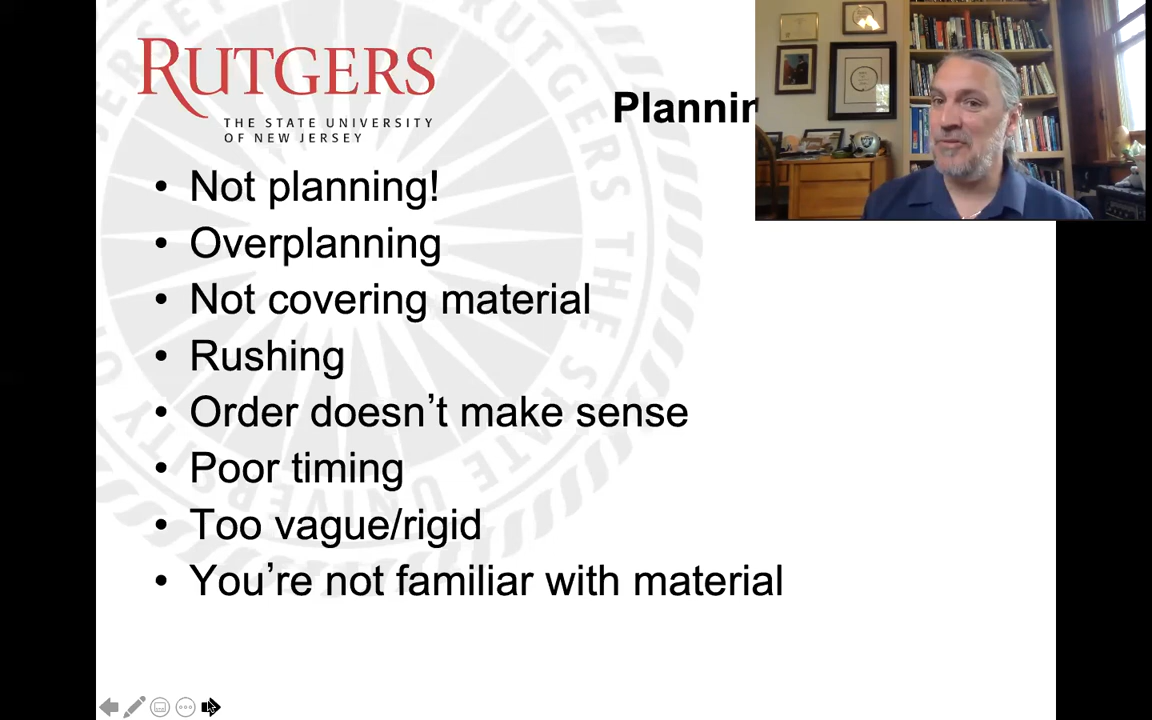 RUTGERS
THE STATE UNIVERSITY
OF NEW JERSEY
• Not planning!
• Overplanning
• Not covering material
• Rushing
• Order doesn’t make sense
• Poor timing
• Too vague/rigid
• You’re not familiar with material